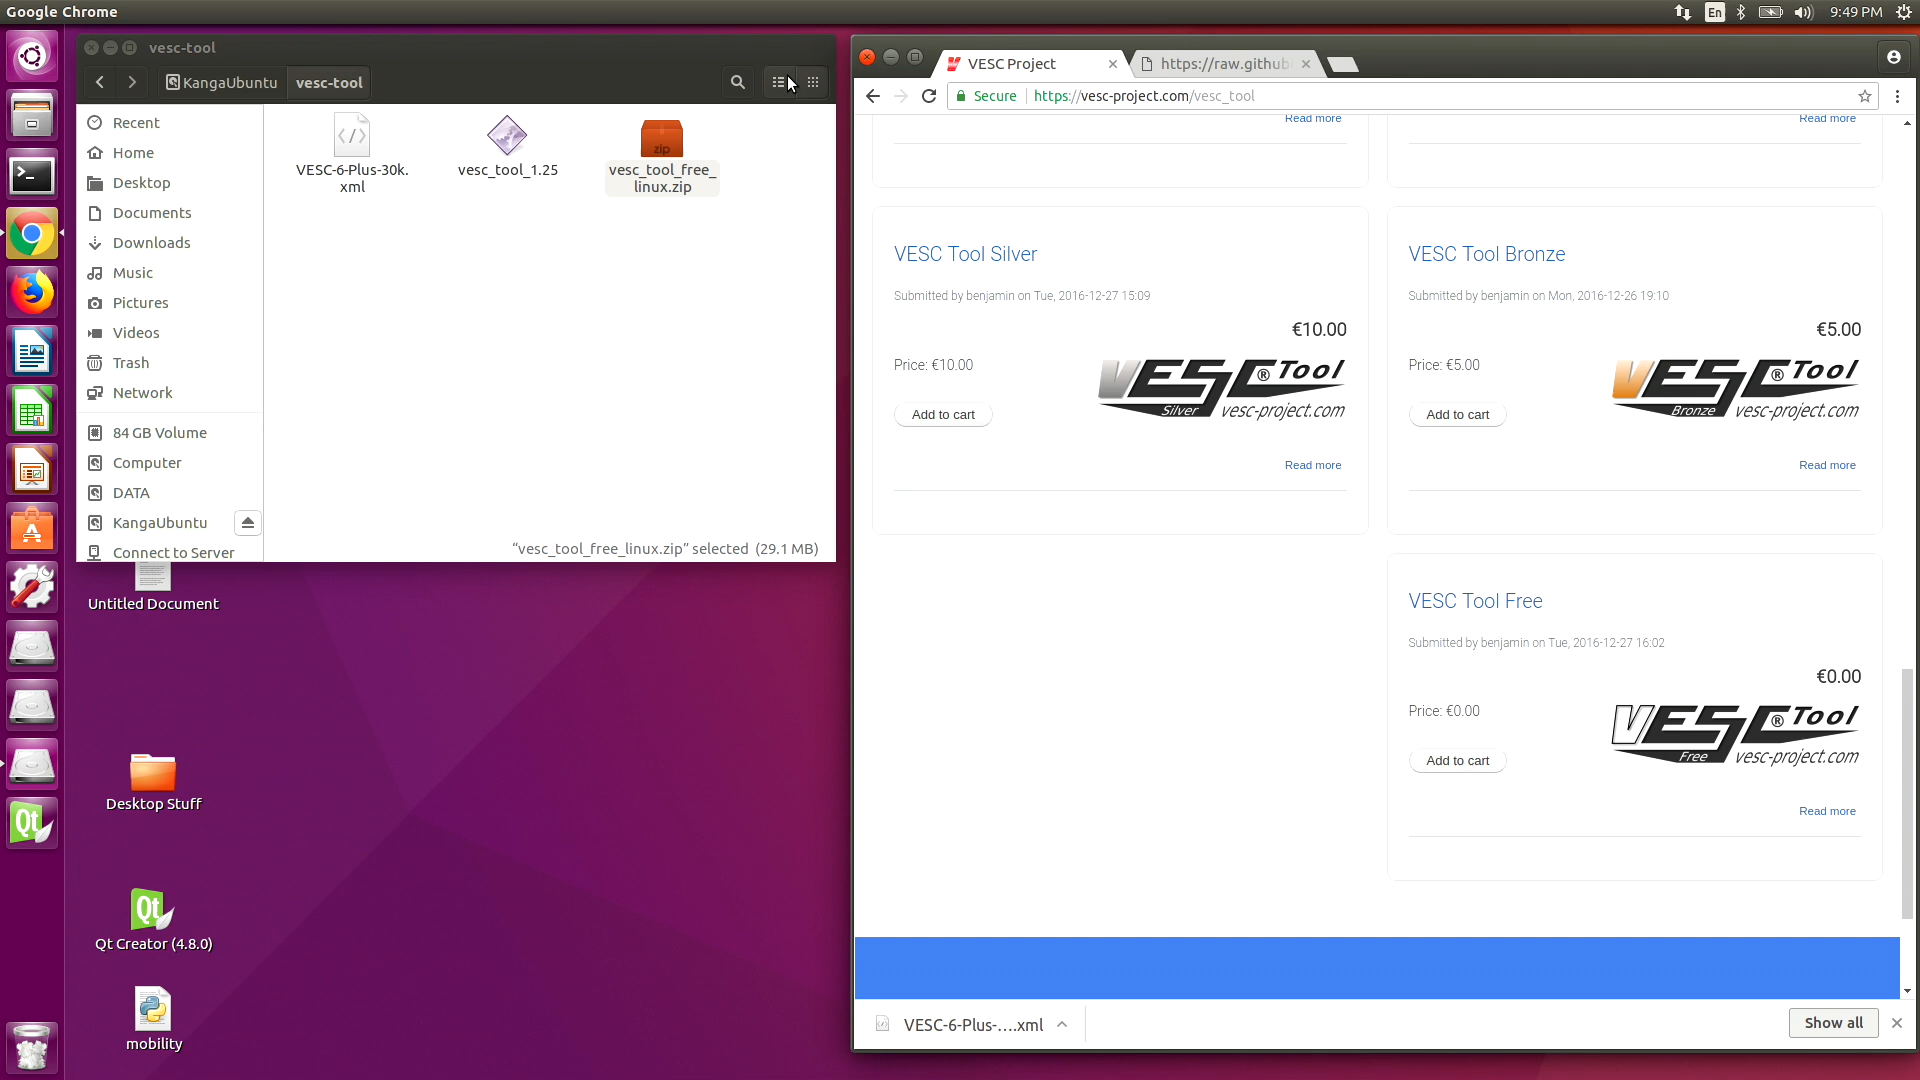 Google Chrome
En
9:49 PM
vesc-tool
KangaUbuntu
vesc-tool
Recent
Home
Desktop
Documents
Downloads
Music
Pictures
Videos
Trash
Network
84 GB Volume
Computer
DATA
KangaUbuntu
Connect to Server
VESC-6-Plus-30k.
xml
vesc_tool_1.25
zip
vesc_tool_free_
linux.zip
“vesc_tool_free_linux.zip” selected (29.1 MB)
Untitled Document
Desktop Stuff
Qt
Qt
Qt Creator (4.8.0)
mobility
VESC Project
https://raw.github
Secure
https://vesc-project.com/vesc_tool
Read more
Read more
VESC Tool Silver
Submitted by benjamin on Tue, 2016-12-27 15:09
€10.00
Price: €10.00
VESC® Tool
Silver vesc-project.com
Add to cart
Read more
VESC Tool Bronze
Submitted by benjamin on Mon, 2016-12-26 19:10
€5.00
Price: €5.00
VESC® Tool
Bronze vesc-project.com
Add to cart
Read more
VESC Tool Free
Submitted by benjamin on Tue, 2016-12-27 16:02
€0.00
Price: €0.00
VESC® Tool
Free vesc-project.com
Add to cart
Read more
VESC-6-Plus-....xml
Show all